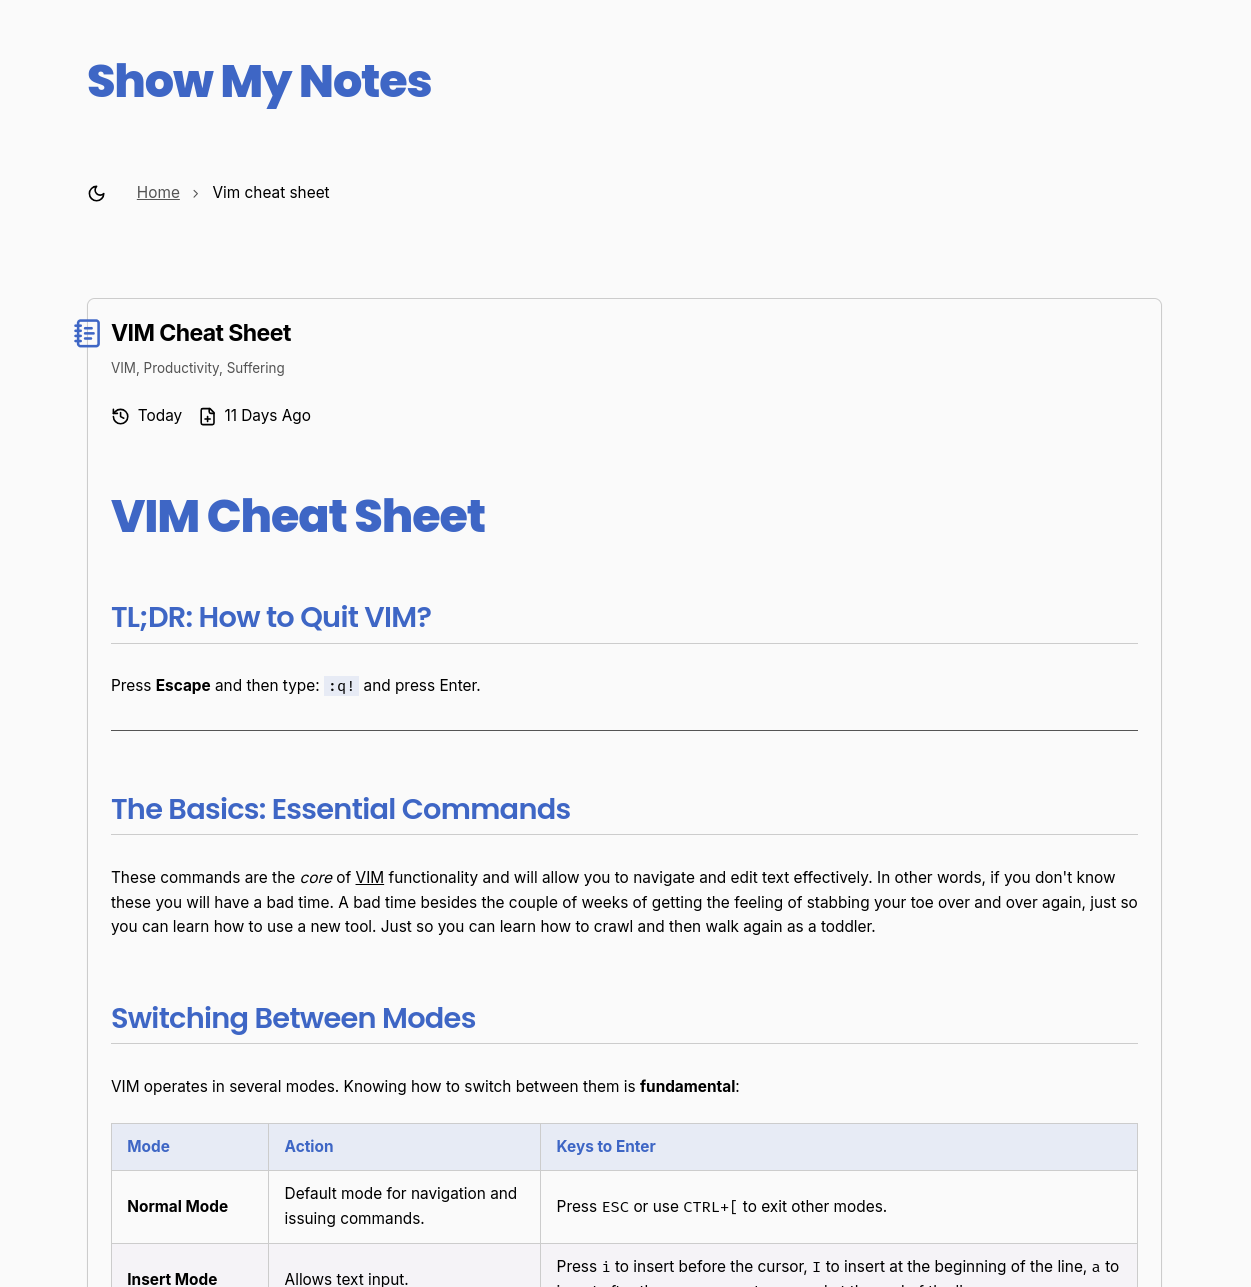 Show My Notes
Home > Vim cheat sheet
VIM Cheat Sheet
VIM, Productivity, Suffering
Today 11 Days Ago
VIM Cheat Sheet
TL;DR: How to Quit VIM?
Press Escape and then type: :q! and press Enter.
The Basics: Essential Commands
These commands are the core of VIM functionality and will allow you to navigate and edit text effectively. In other words, if you don't know
these you will have a bad time. A bad time besides the couple of weeks of getting the feeling of stabbing your toe over and over again, just so
you can learn how to use a new tool. Just so you can learn how to crawl and then walk again as a toddler.
Switching Between Modes
VIM operates in several modes. Knowing how to switch between them is fundamental:
Mode Action Keys to Enter
Normal Mode
Default mode for navigation and
issuing commands.
Press ESC or use CTRL+[ to exit other modes.
Insert Mode
Allows text input.
Press i to insert before the cursor, I to insert at the beginning of the line, a to